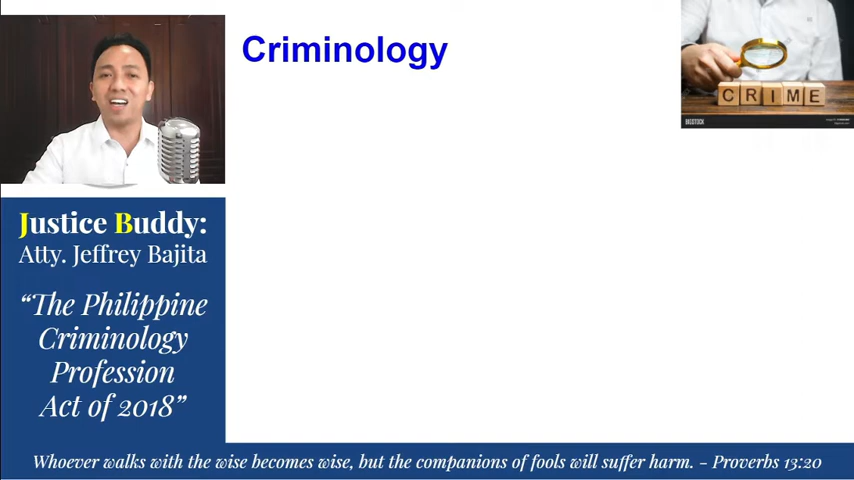 Criminology
CRIME
BIGSTOCK
Justice Buddy:
Atty. Jeffrey Bajita
“The Philippine
Criminology
Profession
Act of 2018”
Whoever walks with the wise becomes wise, but the companions of fools will suffer harm. - Proverbs 13:20